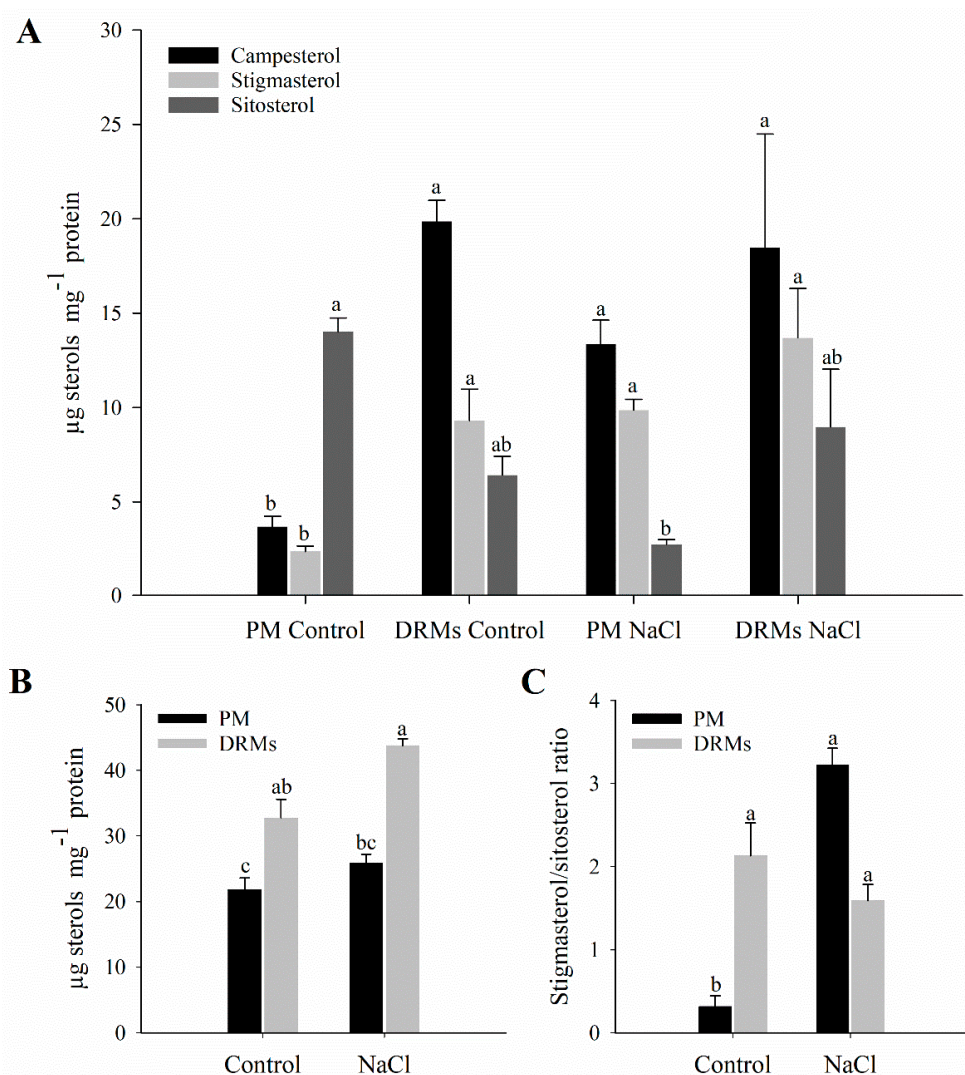 A
30
25
20
15
10
5
0
µg sterols mg⁻¹ protein
Campesterol
Stigmasterol
Sitosterol
b
b
a
a
a
ab
a
a
b
a
a
ab
PM Control
DRMs Control
PM NaCl
DRMs NaCl
B
50
40
30
20
10
0
µg sterols mg⁻¹ protein
PM
DRMs
c
ab
bc
a
Control
NaCl
C
4
3
2
1
0
Stigmasterol/sitosterol ratio
PM
DRMs
b
a
a
a
Control
NaCl